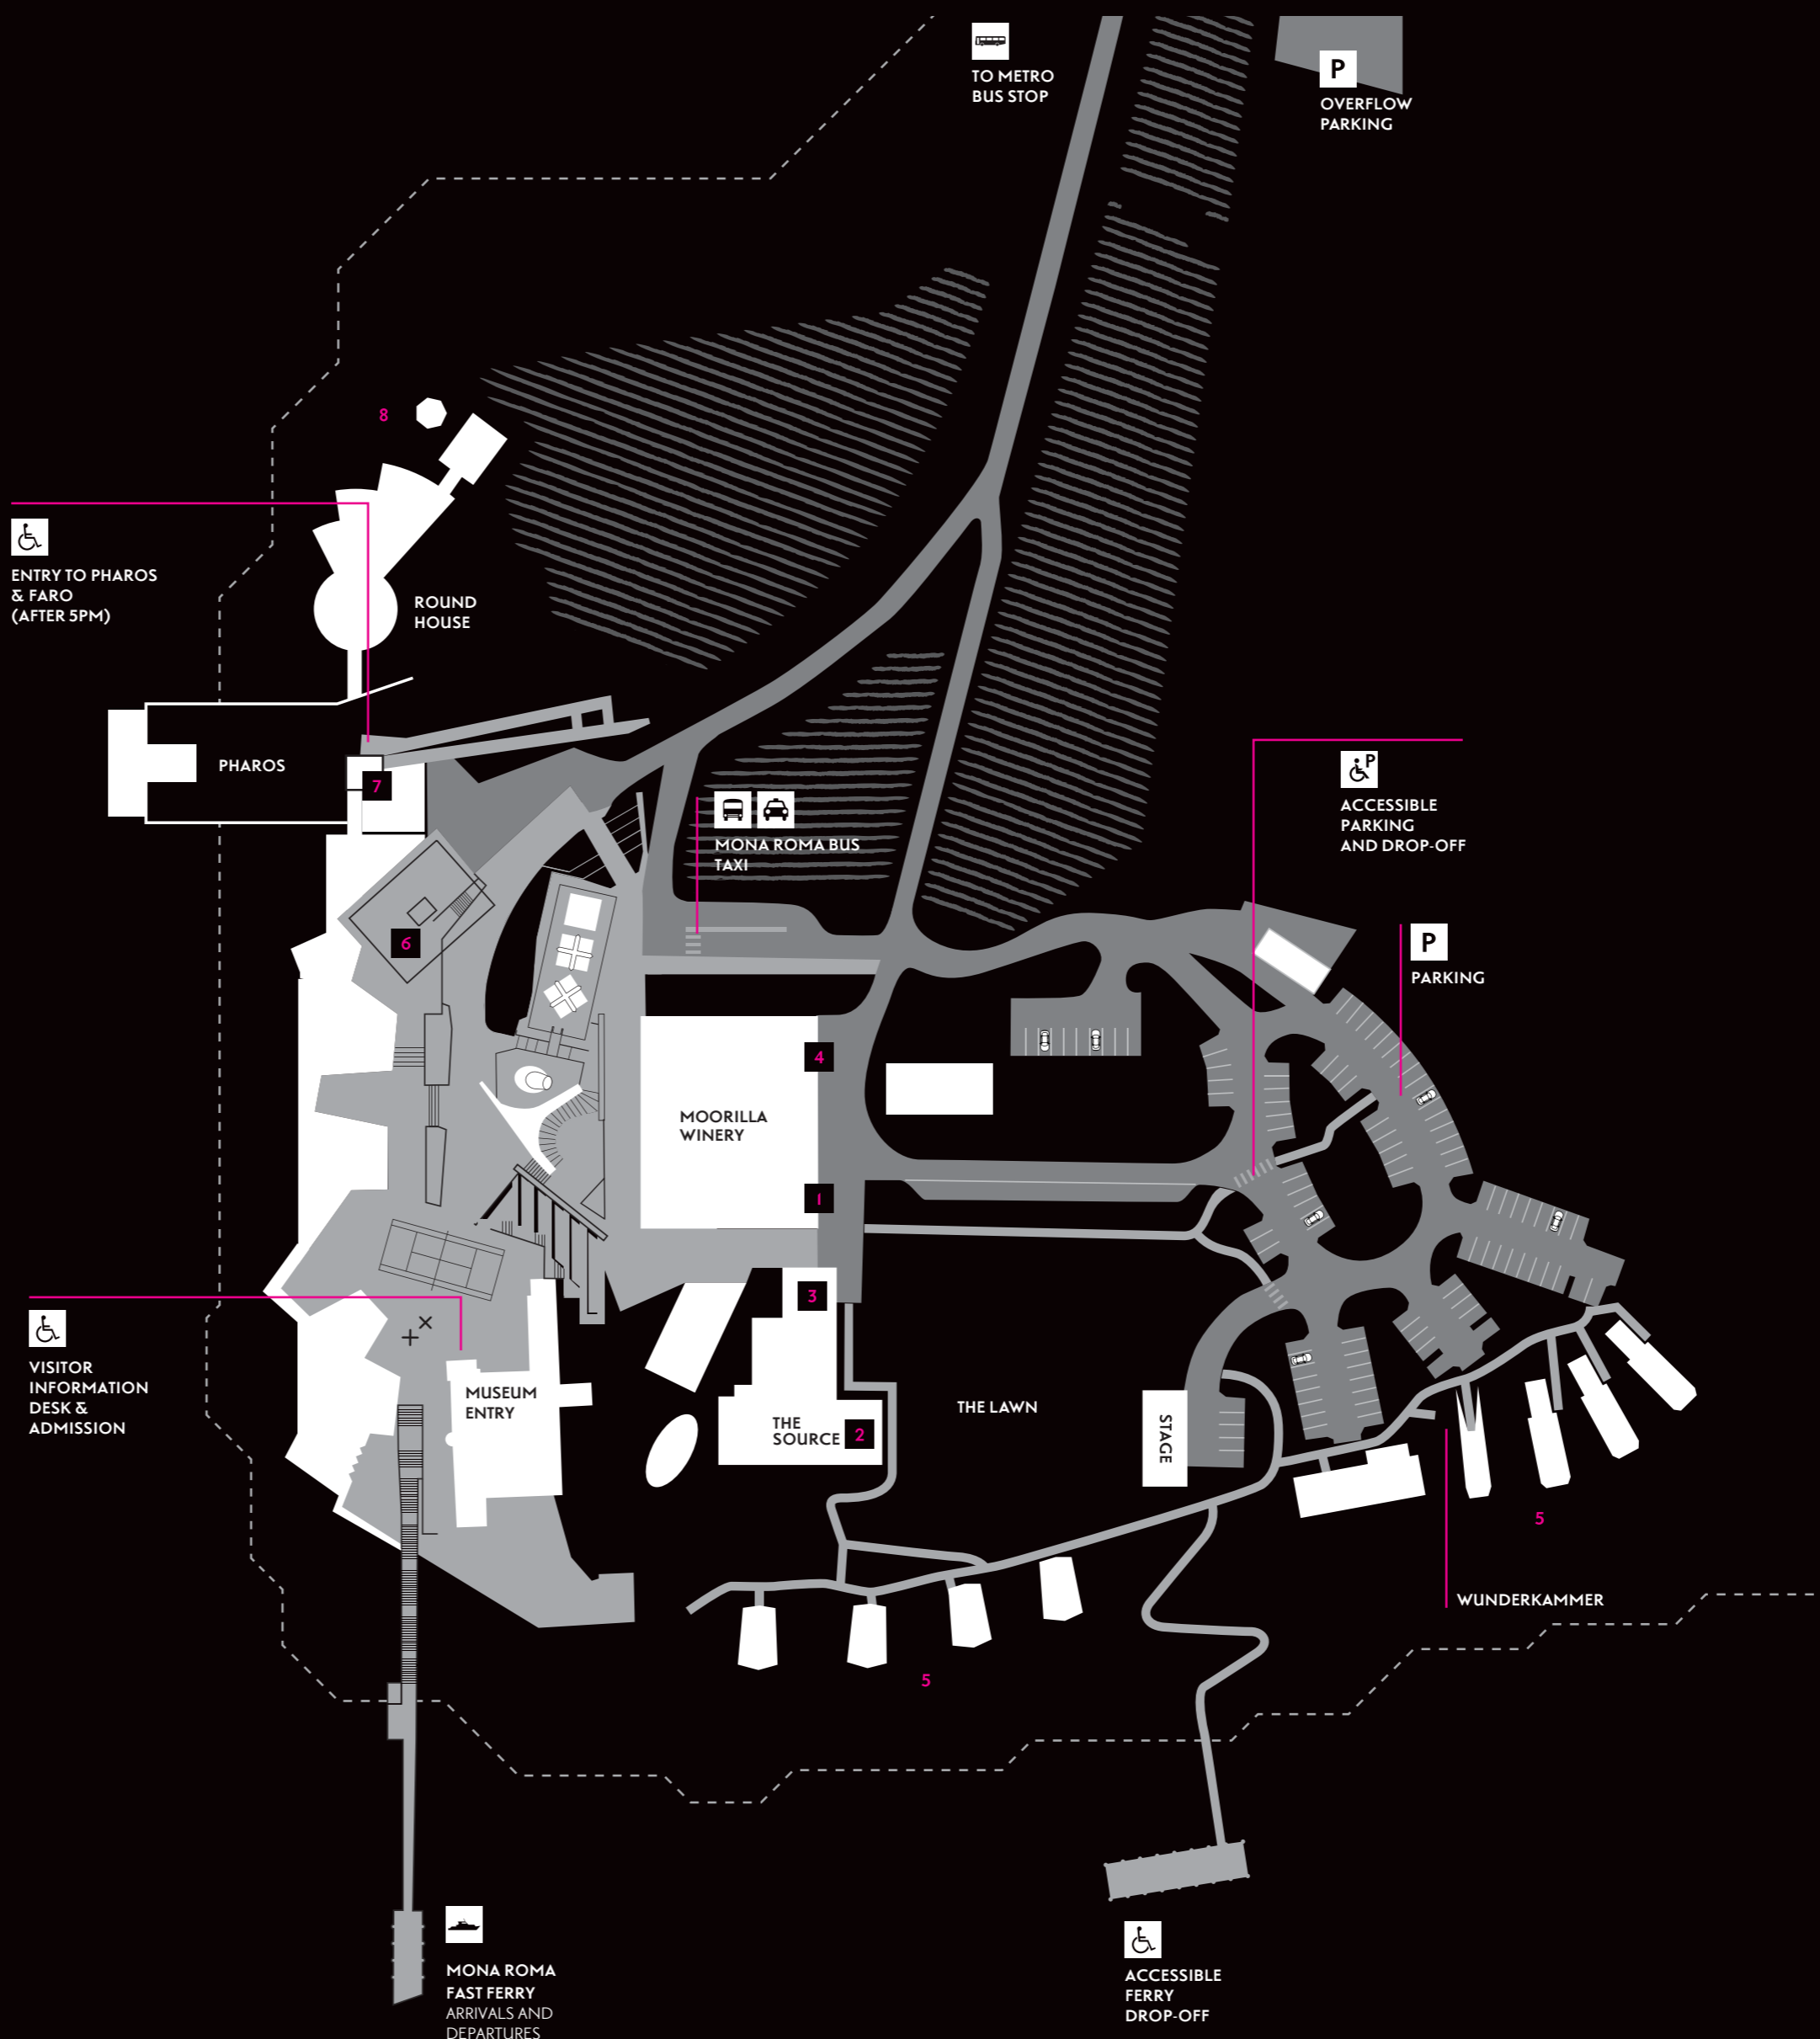 TO METRO
BUS STOP
P
OVERFLOW
PARKING
8
ENTRY TO PHAROS
& FARO
(AFTER 5PM)
ROUND
HOUSE
PHAROS
7
MONA ROMA BUS
TAXI
P
ACCESSIBLE
PARKING
AND DROP-OFF
P
PARKING
6
4
MOORILLA
WINERY
1
3
VISITOR
INFORMATION
DESK &
ADMISSION
MUSEUM
ENTRY
THE
SOURCE
2
THE LAWN
STAGE
5
WUNDERKAMMER
5
MONA ROMA
FAST FERRY
ARRIVALS AND
DEPARTURES
ACCESSIBLE
FERRY
DROP-OFF